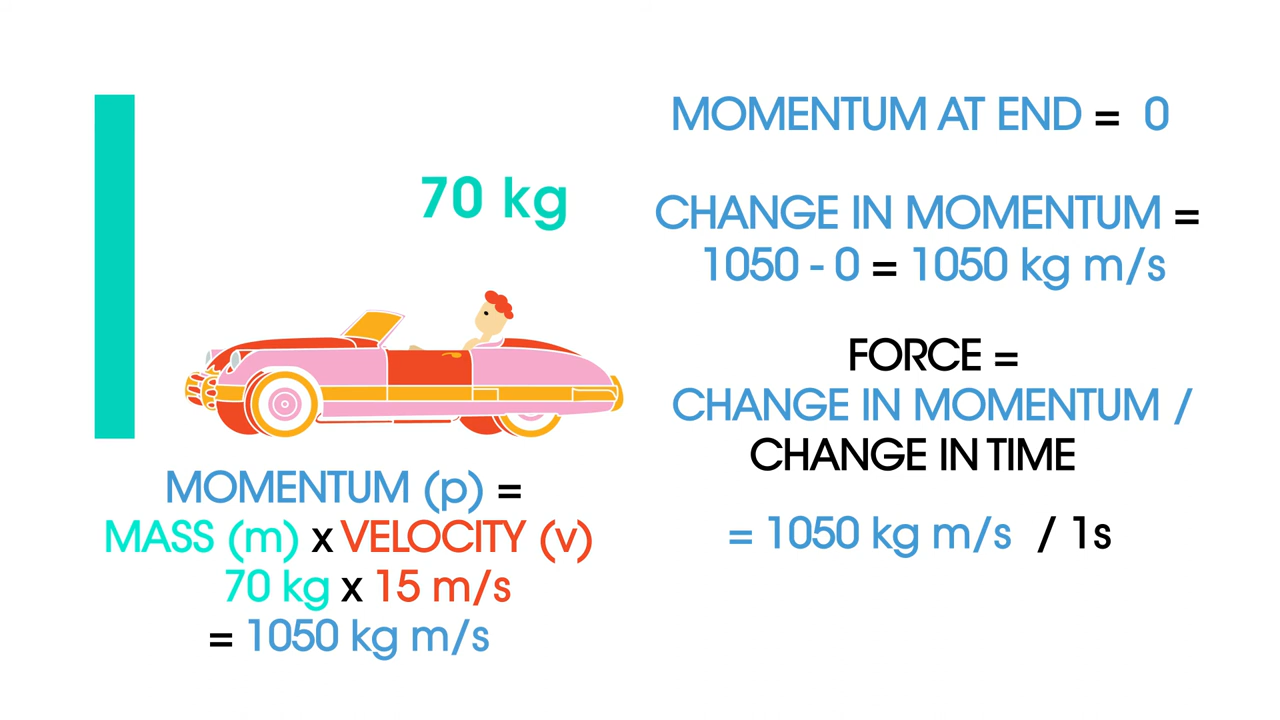 70 kg
MOMENTUM (p) =
MASS (m) x VELOCITY (v)
70 kg x 15 m/s
= 1050 kg m/s
MOMENTUM AT END = 0
CHANGE IN MOMENTUM =
1050 - 0 = 1050 kg m/s
FORCE =
CHANGE IN MOMENTUM /
CHANGE IN TIME
= 1050 kg m/s / 1s